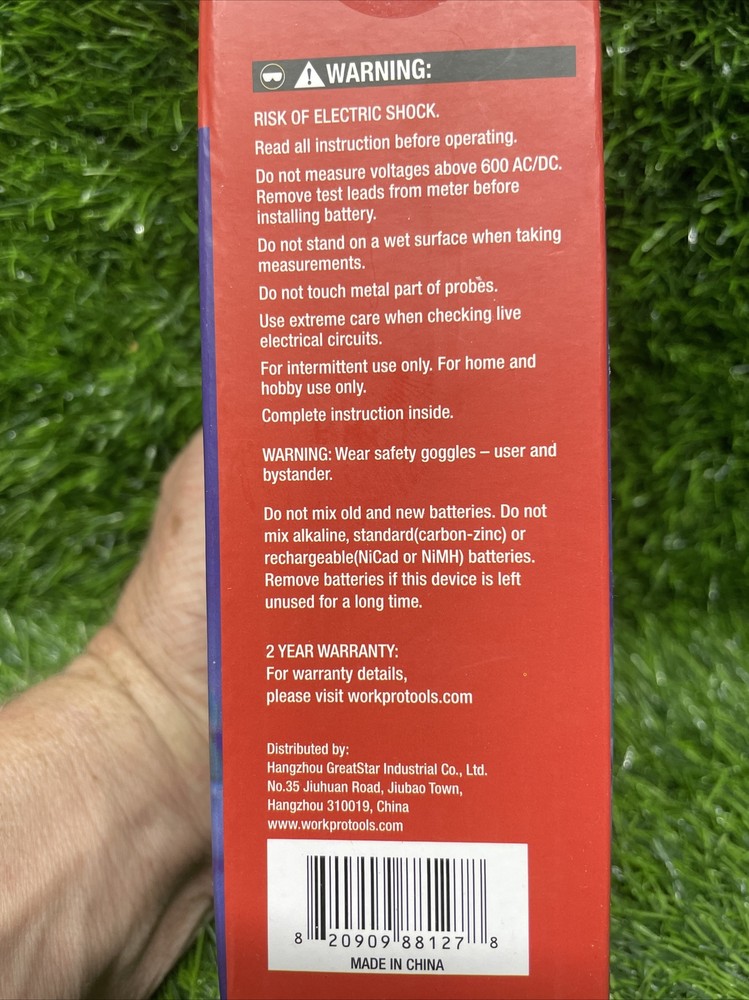 WARNING:
RISK OF ELECTRIC SHOCK.
Read all instruction before operating.
Do not measure voltages above 600 AC/DC.
Remove test leads from meter before
installing battery.
Do not stand on a wet surface when taking
measurements.
Do not touch metal part of probes.
Use extreme care when checking live
electrical circuits.
For intermittent use only. For home and
hobby use only.
Complete instruction inside.
WARNING: Wear safety goggles – user and
bystander.
Do not mix old and new batteries. Do not
mix alkaline, standard(carbon-zinc) or
rechargeable(NiCad or NiMH) batteries.
Remove batteries if this device is left
unused for a long time.
2 YEAR WARRANTY:
For warranty details,
please visit workprotools.com
Distributed by:
Hangzhou GreatStar Industrial Co., Ltd.
No.35 Jiuhuan Road, Jiubao Town,
Hangzhou 310019, China
www.workprotools.com
8 20909 88127 8
MADE IN CHINA